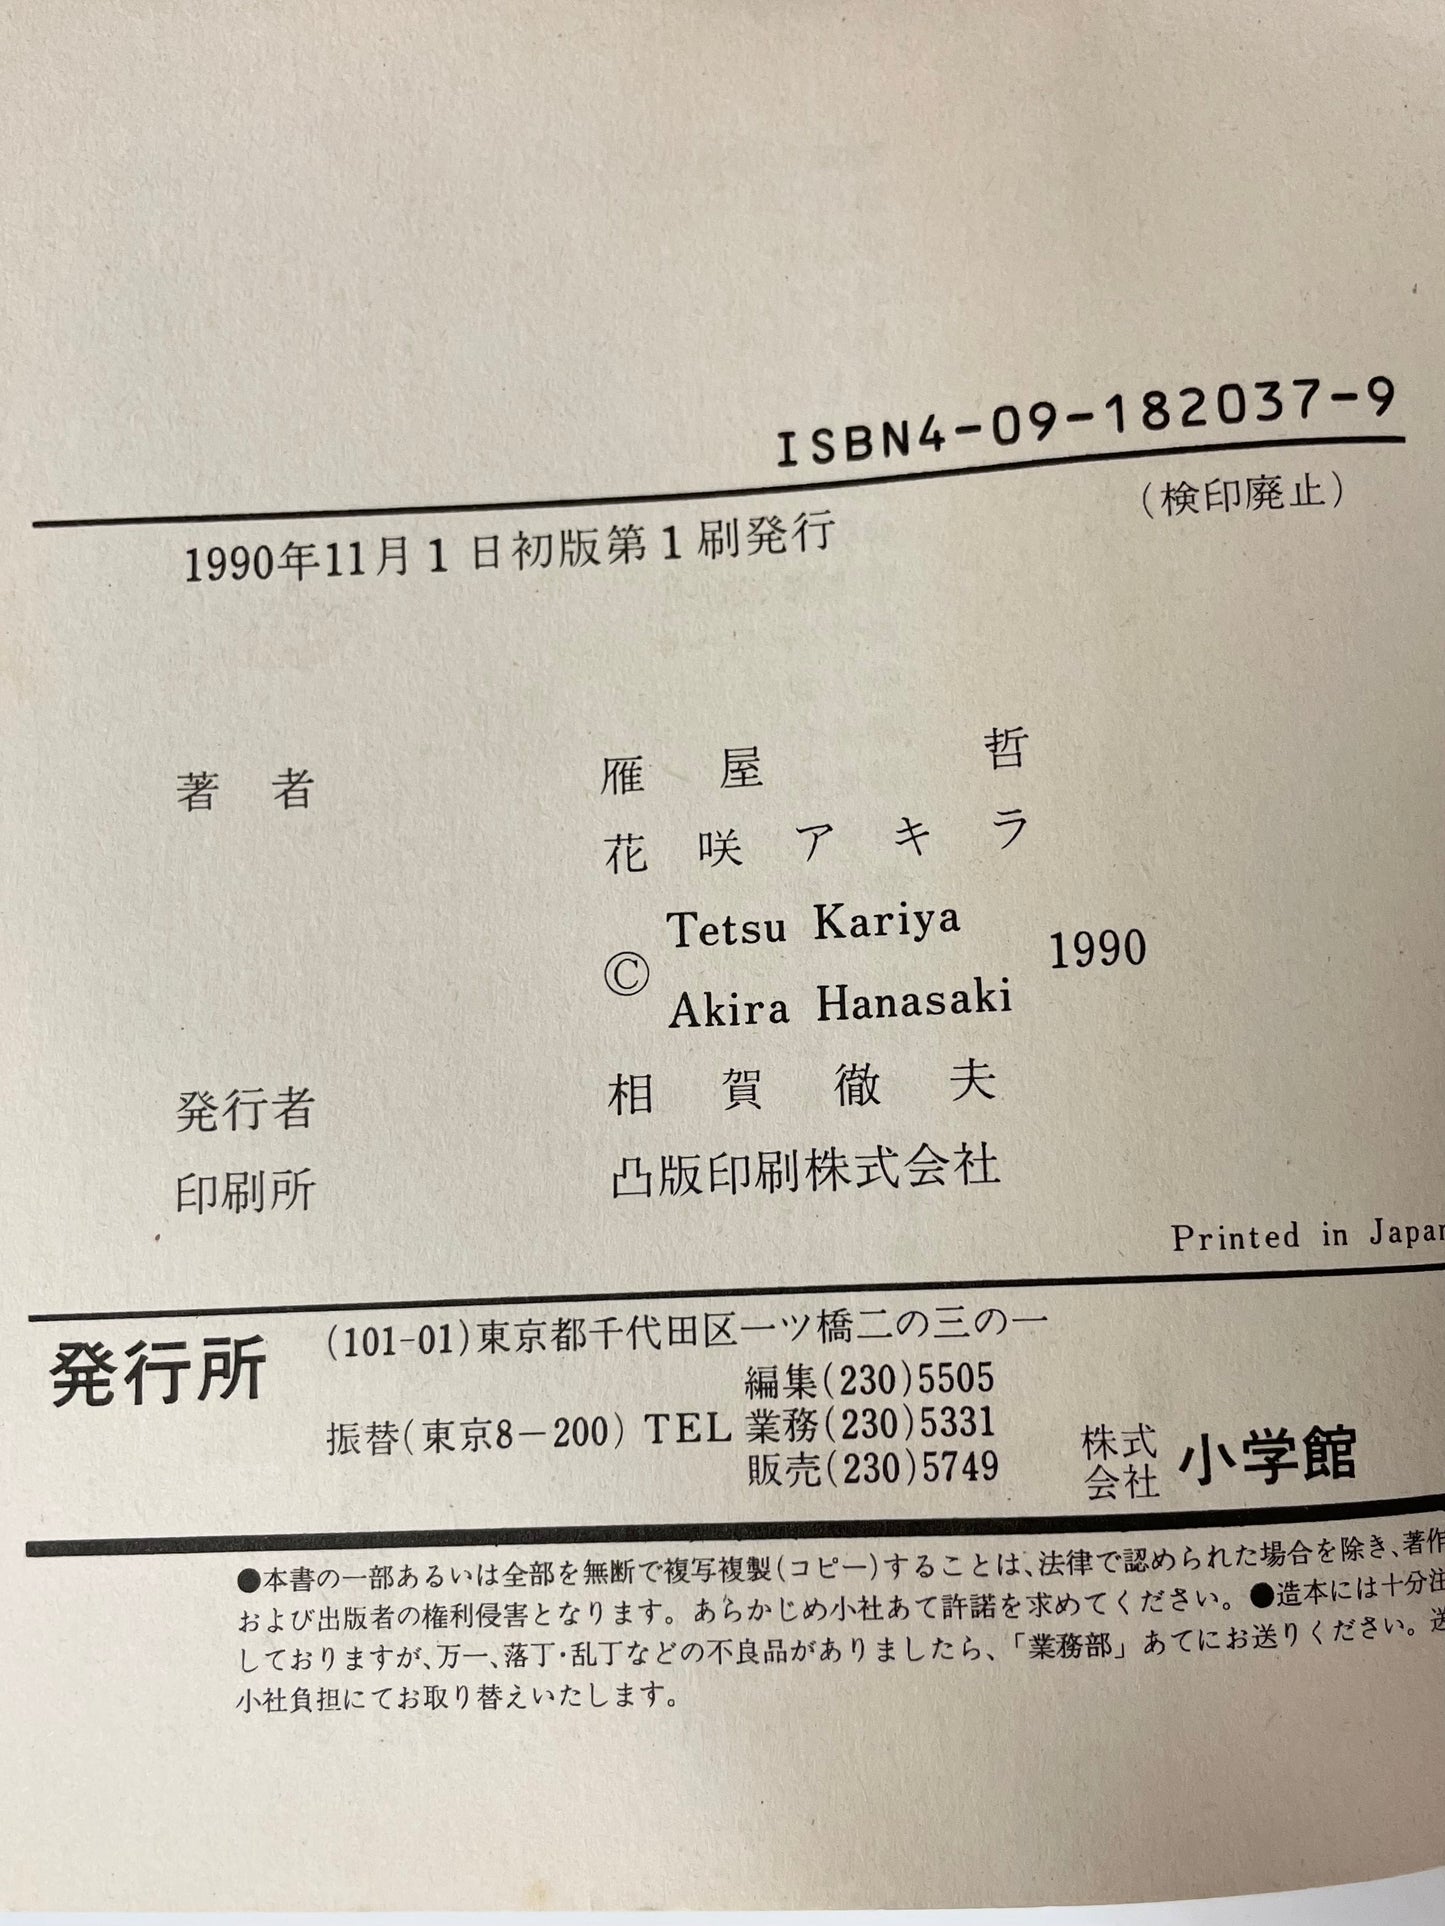 ISBN4-09-182037-9
(検印廃止)
1990年11月1日初版第1刷発行
著者 雁屋 哲
花咲アキラ
© Tetsu Kariya
Akira Hanasaki 1990
発行者 相賀徹夫
印刷所 凸版印刷株式会社
Printed in Japan
発行所 (101-01)東京都千代田区一ツ橋二の三の一
編集(230)5505
振替(東京8-200) TEL 業務(230)5331
販売(230)5749
株式会社 小学館
●本書の一部あるいは全部を無断で複写複製(コピー)することは、法律で認められた場合を除き、著作
および出版者の権利侵害となります。あらかじめ小社あて許諾を求めてください。●造本には十分注
しておりますが、万一、落丁・乱丁などの不良品がありましたら、「業務部」あてにお送りください。送
小社負担にてお取り替えいたします。